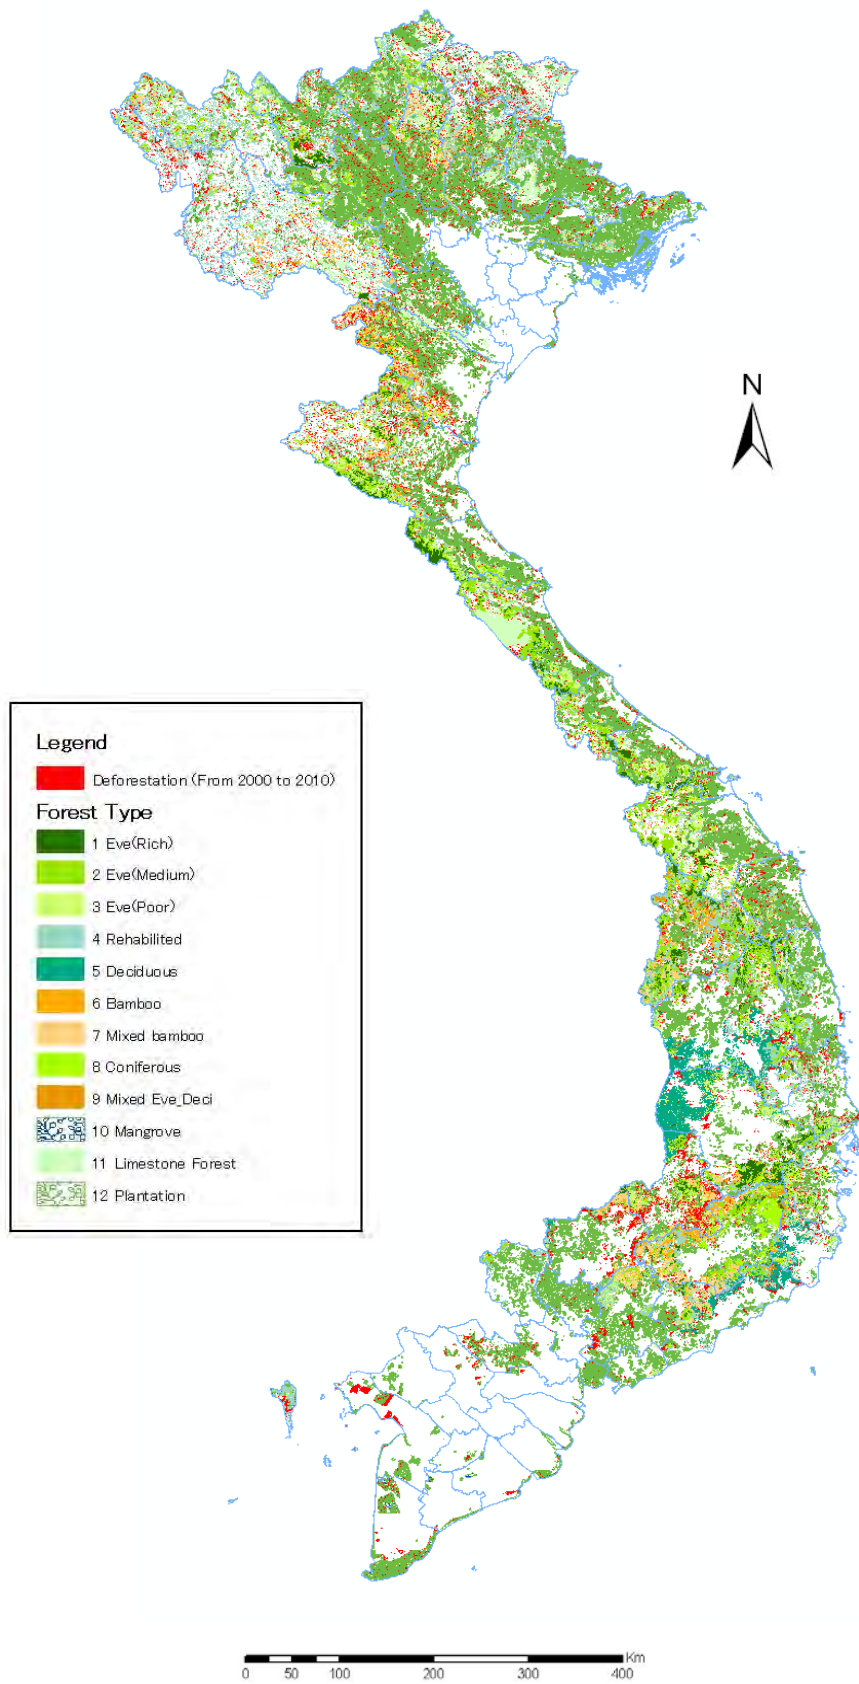 N
Legend
Deforestation (From 2000 to 2010)
Forest Type
1 Eve(Rich)
2 Eve(Medium)
3 Eve(Poor)
4 Rehabilited
5 Deciduous
6 Bamboo
7 Mixed bamboo
8 Coniferous
9 Mixed Eve_Deci
10 Mangrove
11 Limestone Forest
12 Plantation
Km
0 50 100 200 300 400